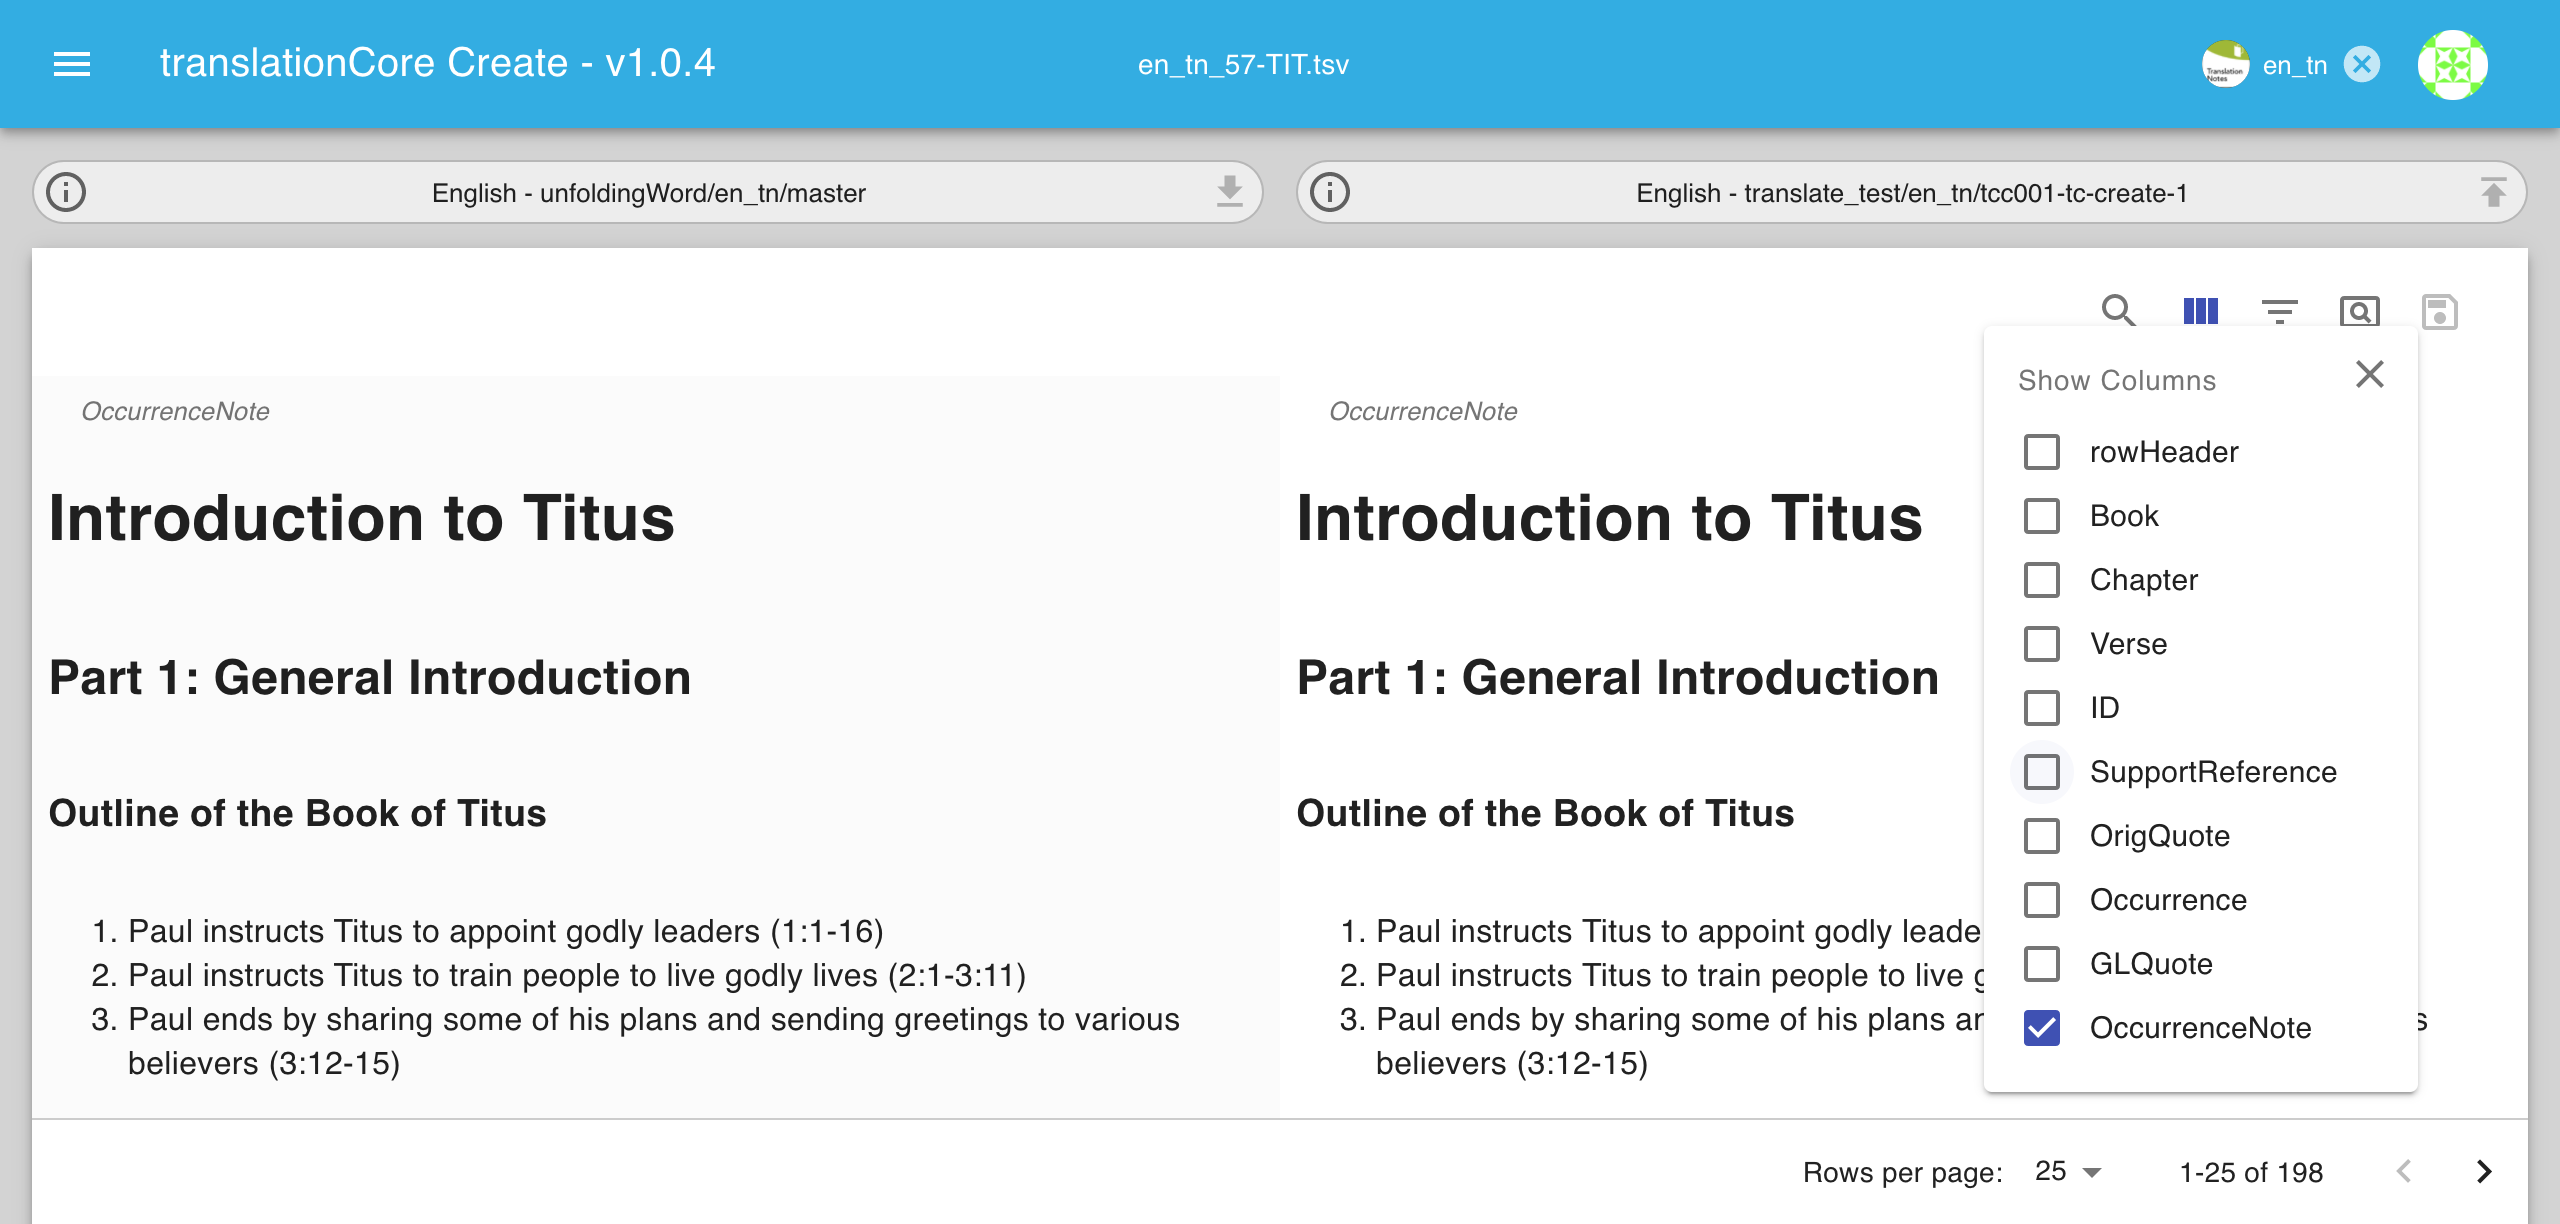 translationCore Create - v1.0.4
en_tn_57-TIT.tsv
Translation
Notes
en_tn
English - unfoldingWord/en_tn/master
English - translate_test/en_tn/tcc001-tc-create-1
OccurrenceNote
Introduction to Titus
Part 1: General Introduction
Outline of the Book of Titus
1. Paul instructs Titus to appoint godly leaders (1:1-16)
2. Paul instructs Titus to train people to live godly lives (2:1-3:11)
3. Paul ends by sharing some of his plans and sending greetings to various
believers (3:12-15)
OccurrenceNote
Introduction to Titus
Part 1: General Introduction
Outline of the Book of Titus
1. Paul instructs Titus to appoint godly leade
2. Paul instructs Titus to train people to live g
3. Paul ends by sharing some of his plans ar s
believers (3:12-15)
Show Columns
rowHeader
Book
Chapter
Verse
ID
SupportReference
OrigQuote
Occurrence
GLQuote
OccurrenceNote
Rows per page: 25 1-25 of 198